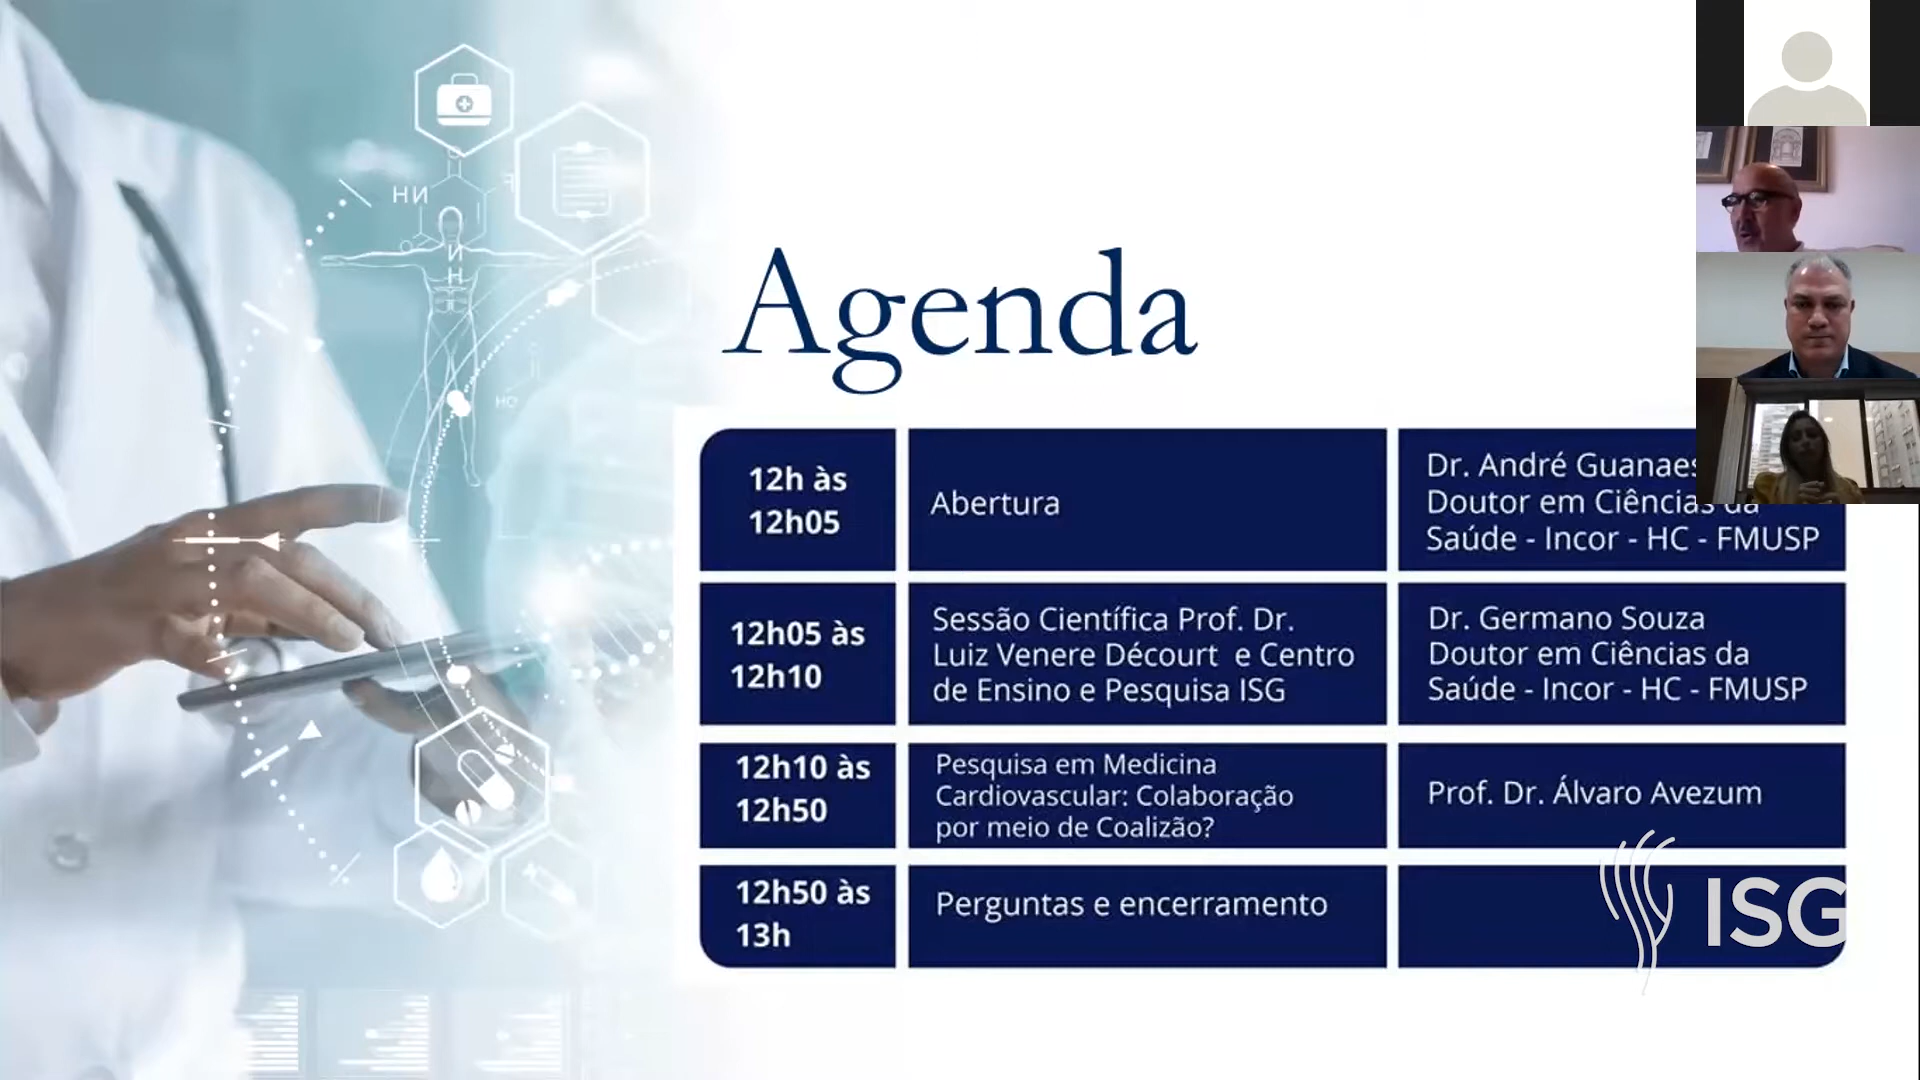 Agenda
12h às
12h05
Abertura
Dr. André Guanaes
Doutor em Ciências da
Saúde - Incor - HC - FMUSP
12h05 às
12h10
Sessão Científica Prof. Dr.
Luiz Venere Décourt e Centro
de Ensino e Pesquisa ISG
Dr. Germano Souza
Doutor em Ciências da
Saúde - Incor - HC - FMUSP
12h10 às
12h50
Pesquisa em Medicina
Cardiovascular: Colaboração
por meio de Coalizão?
Prof. Dr. Álvaro Avezum
12h50 às
13h
Perguntas e encerramento
ISG